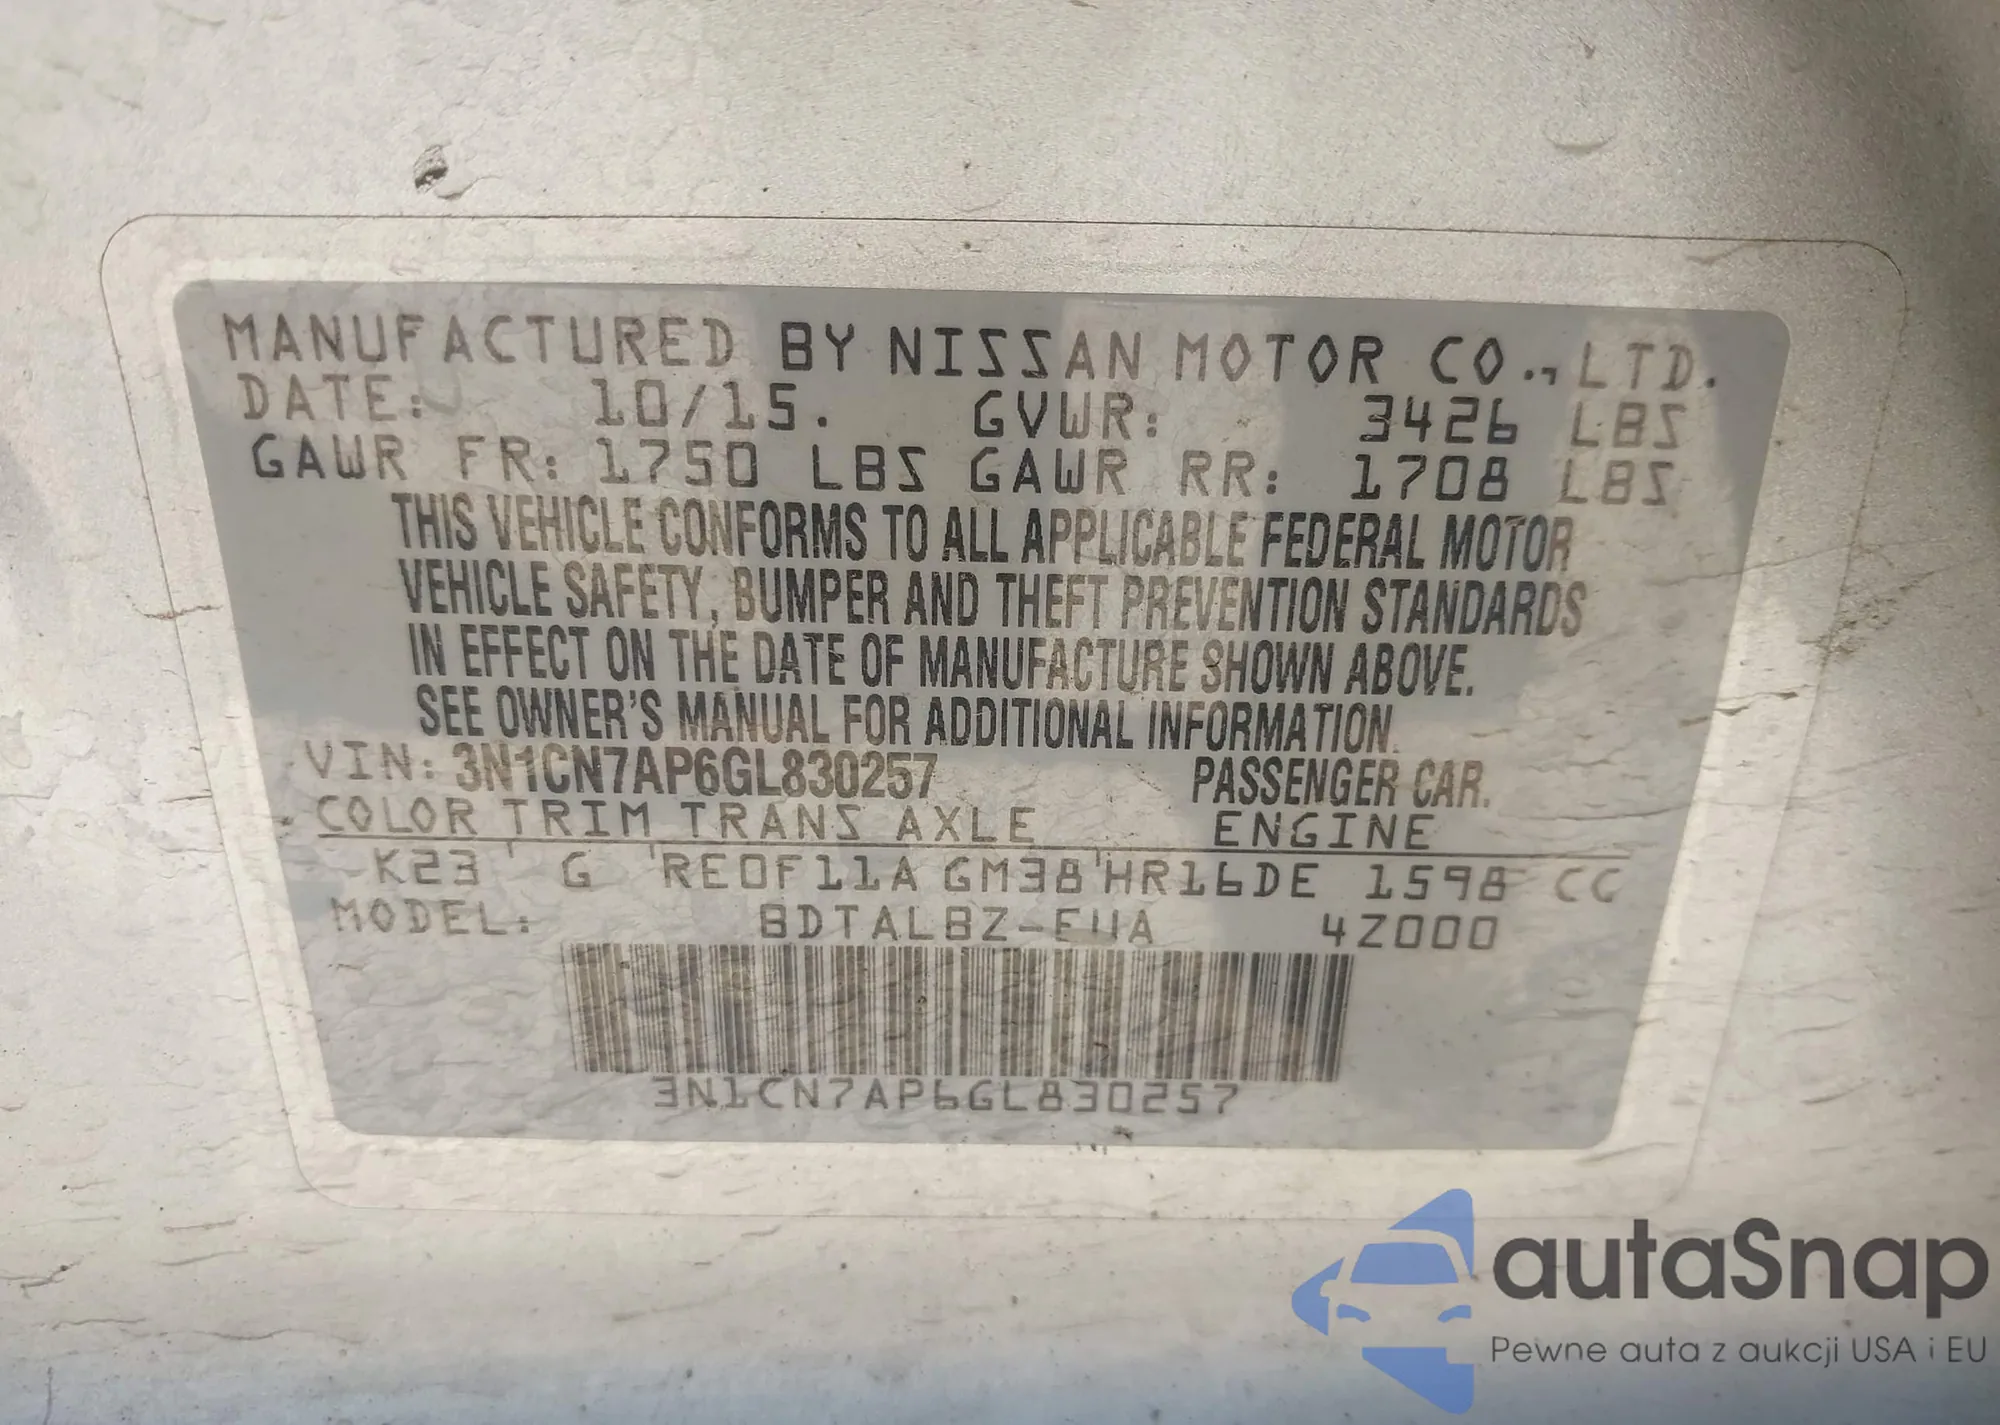 MANUFACTURED BY NISSAN MOTOR CO., LTD.
DATE: 10/15. GVWR: 3426 LBS
GAWR FR: 1750 LBS GAWR RR: 1708 LBS
THIS VEHICLE CONFORMS TO ALL APPLICABLE FEDERAL MOTOR
VEHICLE SAFETY, BUMPER AND THEFT PREVENTION STANDARDS
IN EFFECT ON THE DATE OF MANUFACTURE SHOWN ABOVE.
SEE OWNER'S MANUAL FOR ADDITIONAL INFORMATION.
VIN: 3N1CN7AP6GL830257 PASSENGER CAR.
COLOR TRIM TRANS AXLE ENGINE
K23 G RE0F11A GM38 HR16DE 1598 CC
MODEL: 4Z000
3N1CN7AP6GL830257
autaSnap
Pewne auta z aukcji USA i EU